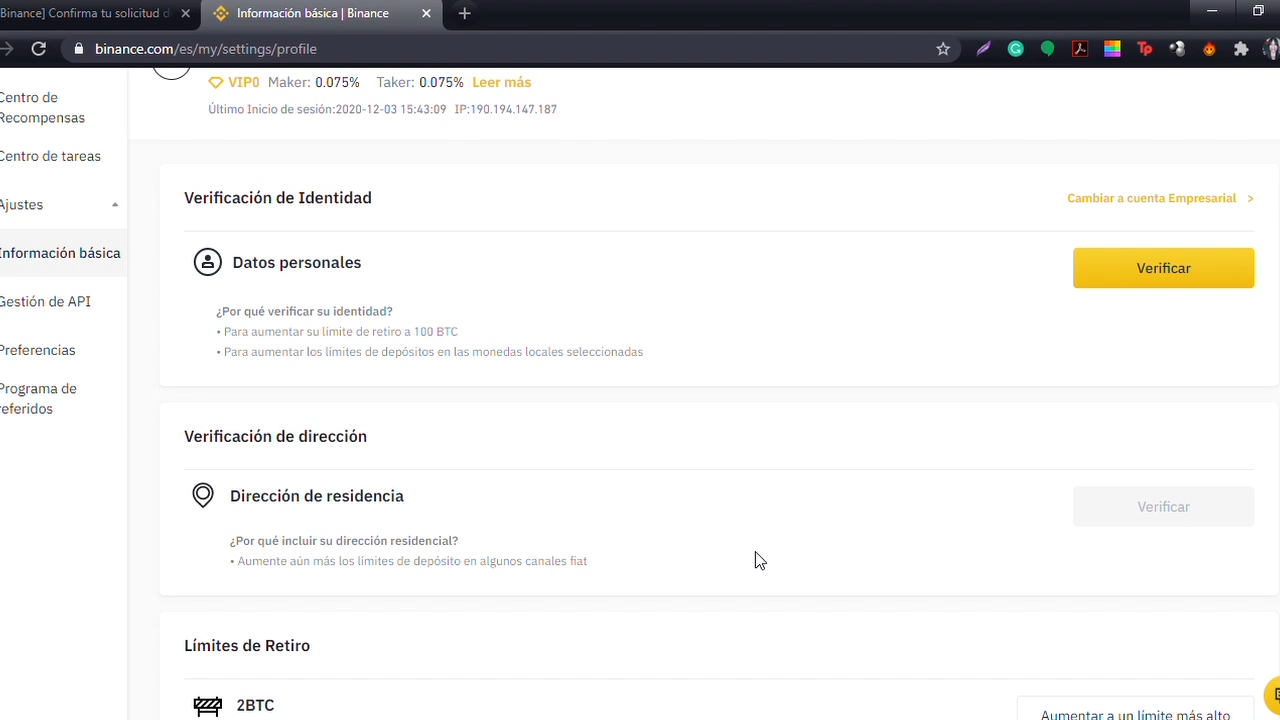 Binance] Confirma tu solicitud d
Información básica | Binance
binance.com/es/my/settings/profile
VIP0 Maker: 0.075% Taker: 0.075% Leer más
Último Inicio de sesión:2020-12-03 15:43:09 IP:190.194.147.187
Centro de
Recompensas
Centro de tareas
Ajustes
Información básica
Gestión de API
Preferencias
Programa de
referidos
Verificación de Identidad
Cambiar a cuenta Empresarial >
Datos personales
Verificar
¿Por qué verificar su identidad?
• Para aumentar su límite de retiro a 100 BTC
• Para aumentar los límites de depósitos en las monedas locales seleccionadas
Verificación de dirección
Dirección de residencia
Verificar
¿Por qué incluir su dirección residencial?
• Aumente aún más los límites de depósito en algunos canales fiat
Límites de Retiro
2BTC
Aumentar a un límite más alto